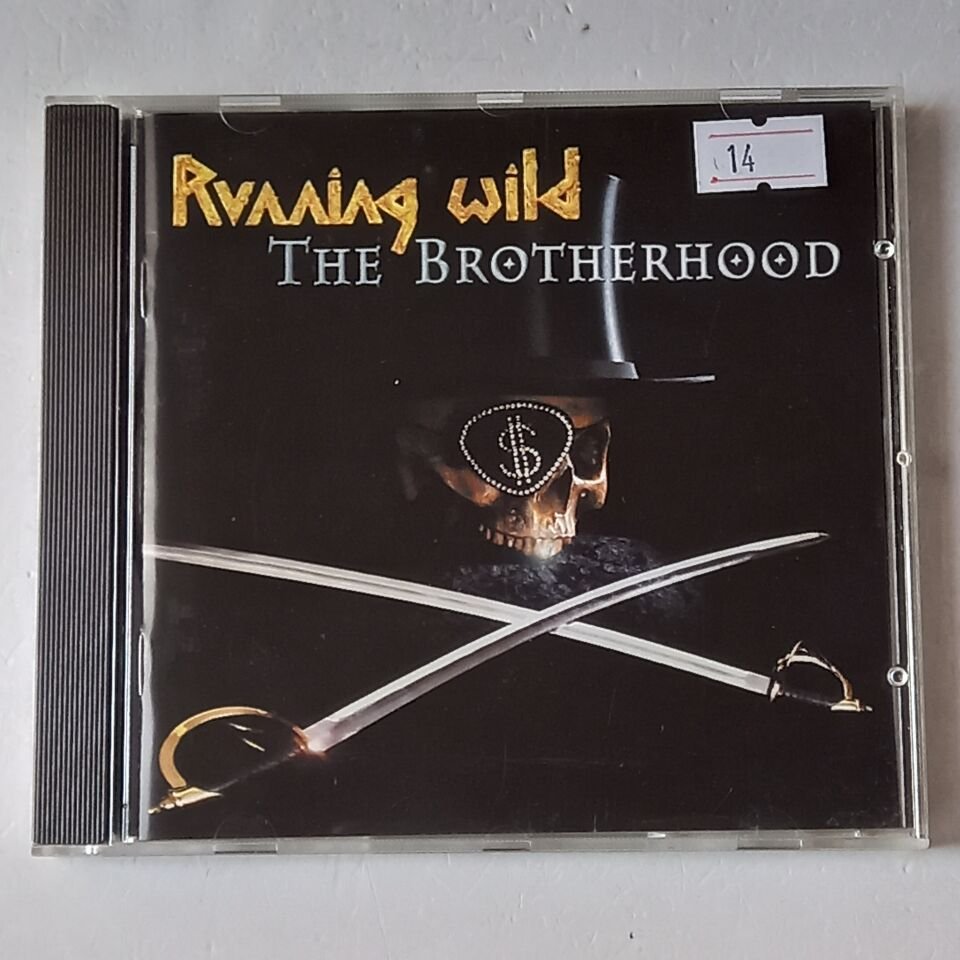 Running Wild
The Brotherhood
14
$